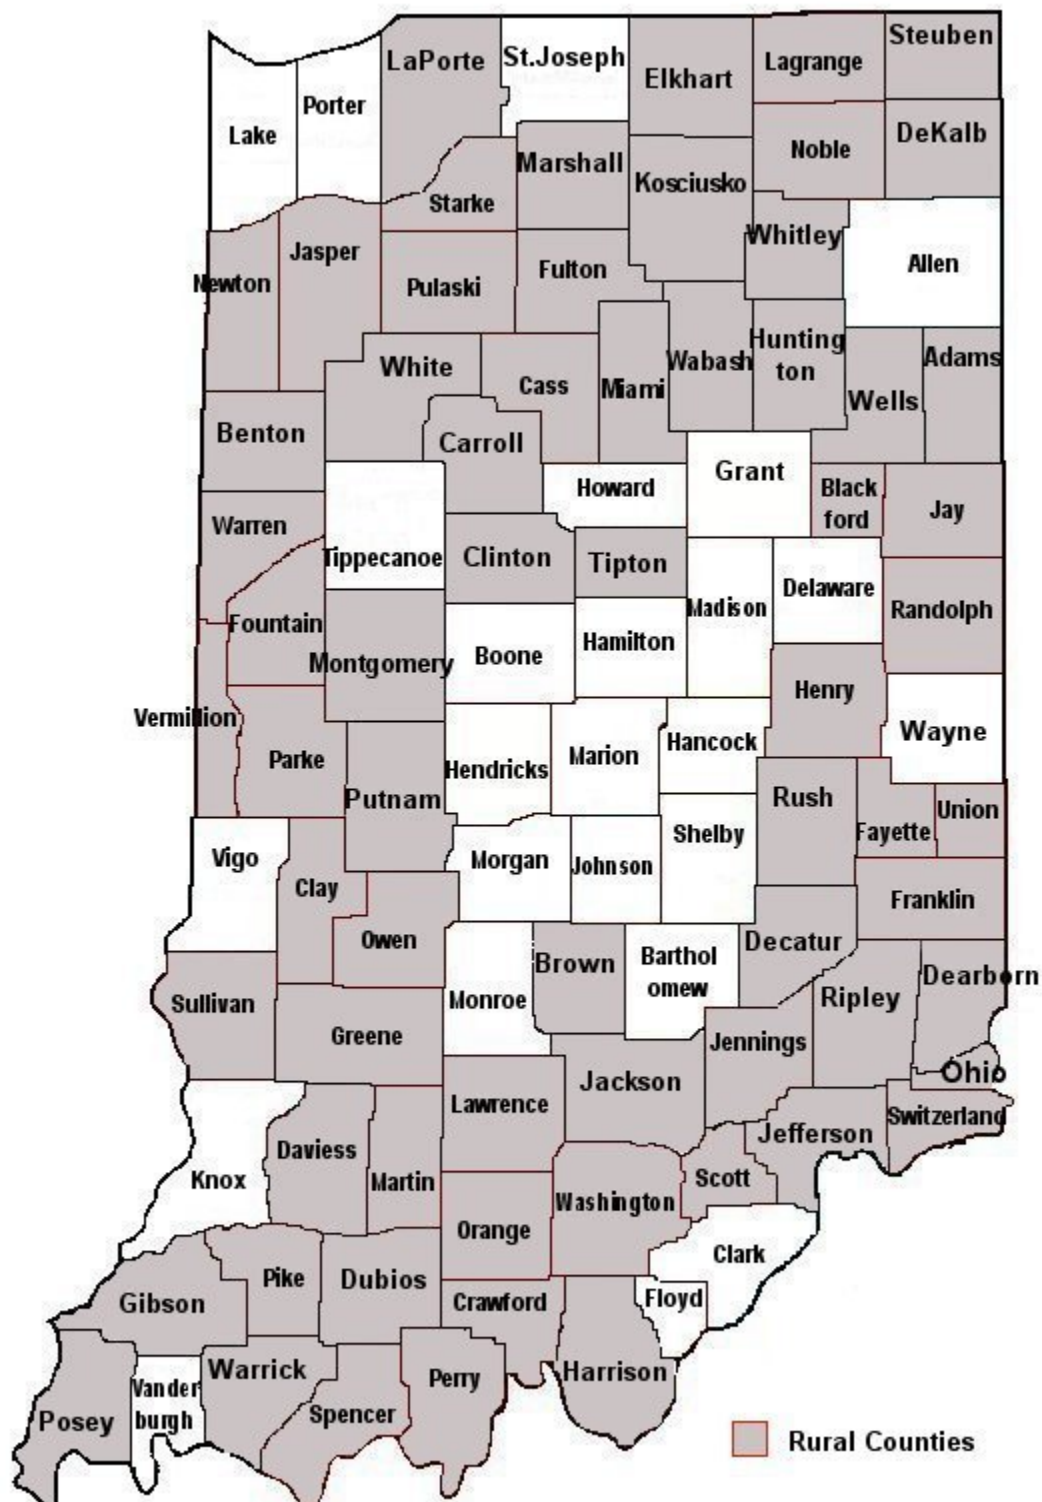 Steuben
LaPorte
St.Joseph
Elkhart
Lagrange
Porter
Lake
Noble
DeKalb
Marshall
Kosciusko
Starke
Whitley
Allen
Newton
Jasper
Pulaski
Fulton
White
Cass
Miami
Wabash
Hunting
ton
Wells
Adams
Benton
Carroll
Howard
Grant
Black
ford
Jay
Warren
Tippecanoe
Clinton
Tipton
Madison
Delaware
Randolph
Fountain
Montgomery
Boone
Hamilton
Henry
Vermillion
Parke
Putnam
Hendricks
Marion
Hancock
Wayne
Rush
Fayette
Union
Vigo
Clay
Morgan
Johnson
Shelby
Franklin
Owen
Brown
Barthol
omew
Decatur
Dearborn
Sullivan
Greene
Monroe
Ripley
Jennings
Jackson
Ohio
Lawrence
Switzerland
Jefferson
Knox
Daviess
Martin
Scott
Washington
Orange
Clark
Pike
Dubios
Gibson
Crawford
Floyd
Warrick
Perry
Harrison
Vander
burgh
Posey
Spencer
Rural Counties